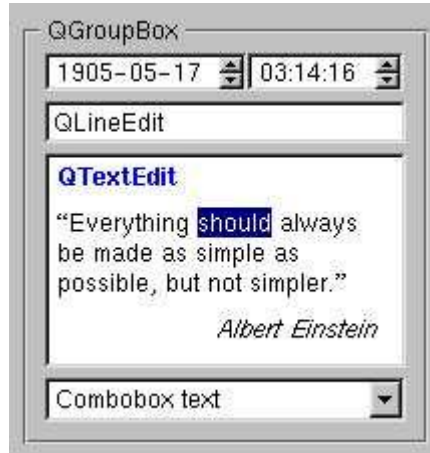 QGroupBox
1905-05-17 03:14:16
QLineEdit
QTextEdit
“Everything should always
be made as simple as
possible, but not simpler.”
Albert Einstein
Combobox text